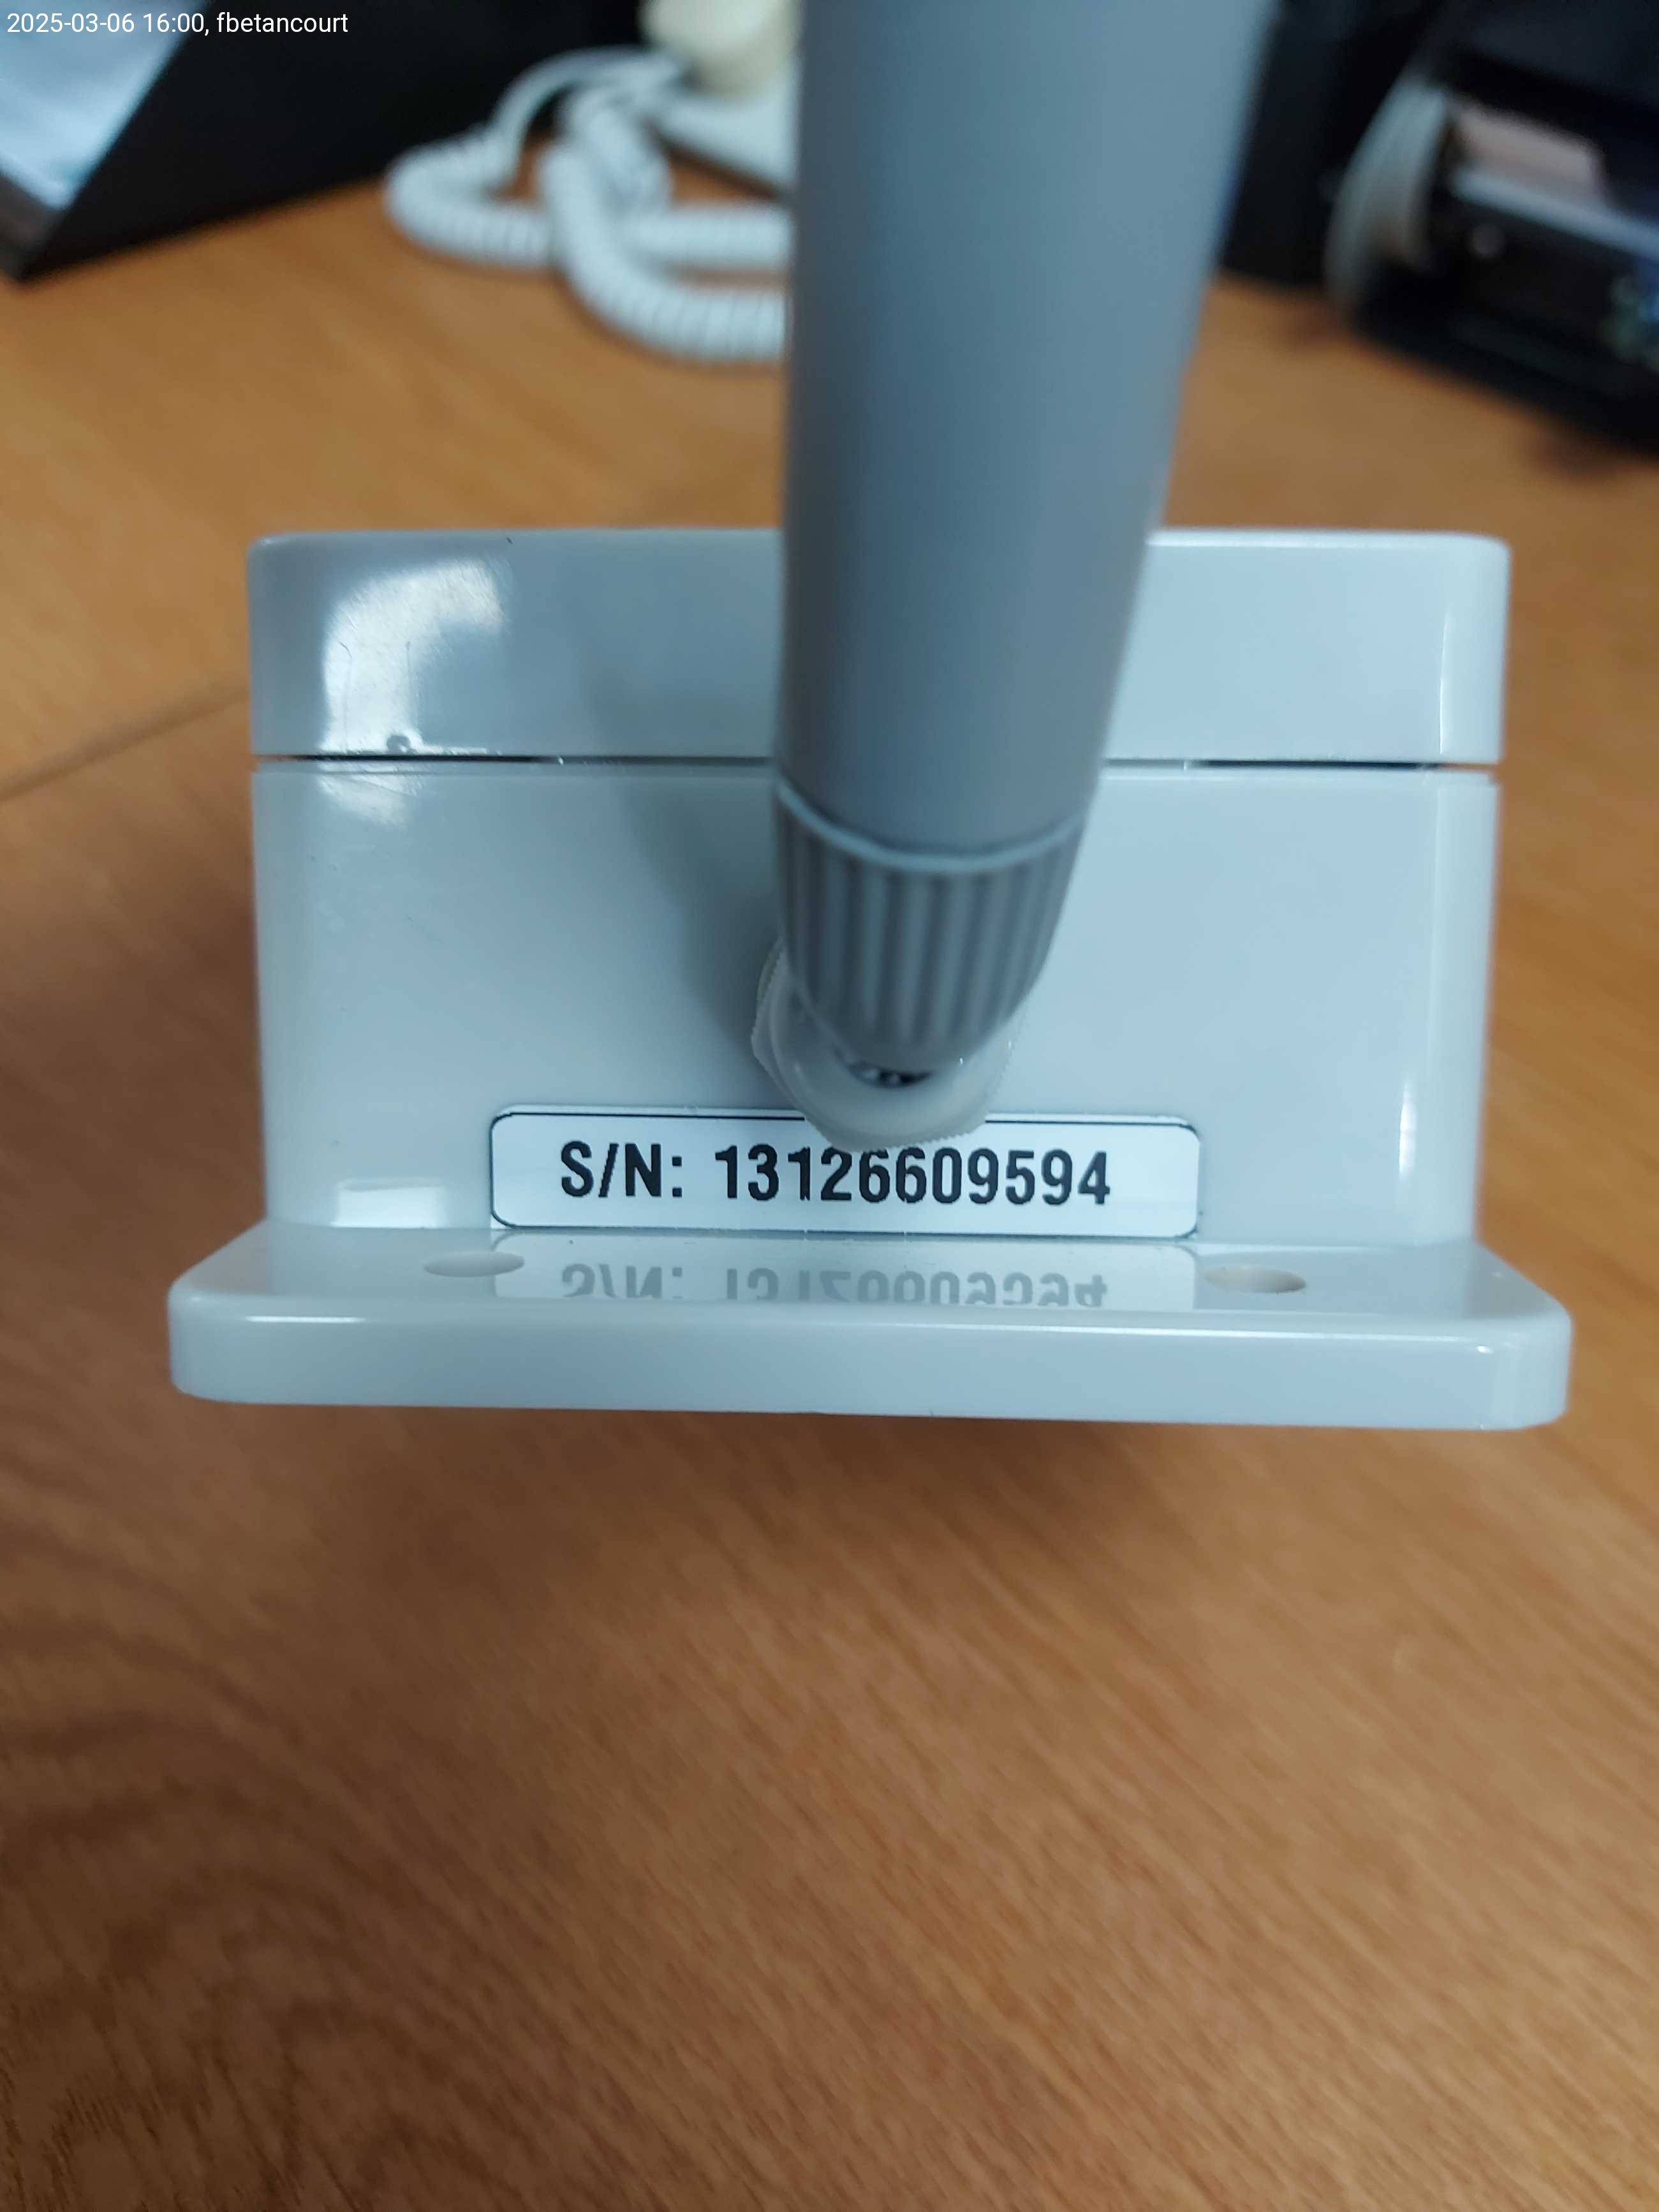 2025-03-06 16:00, fbetancourt
S/N: 13126609594